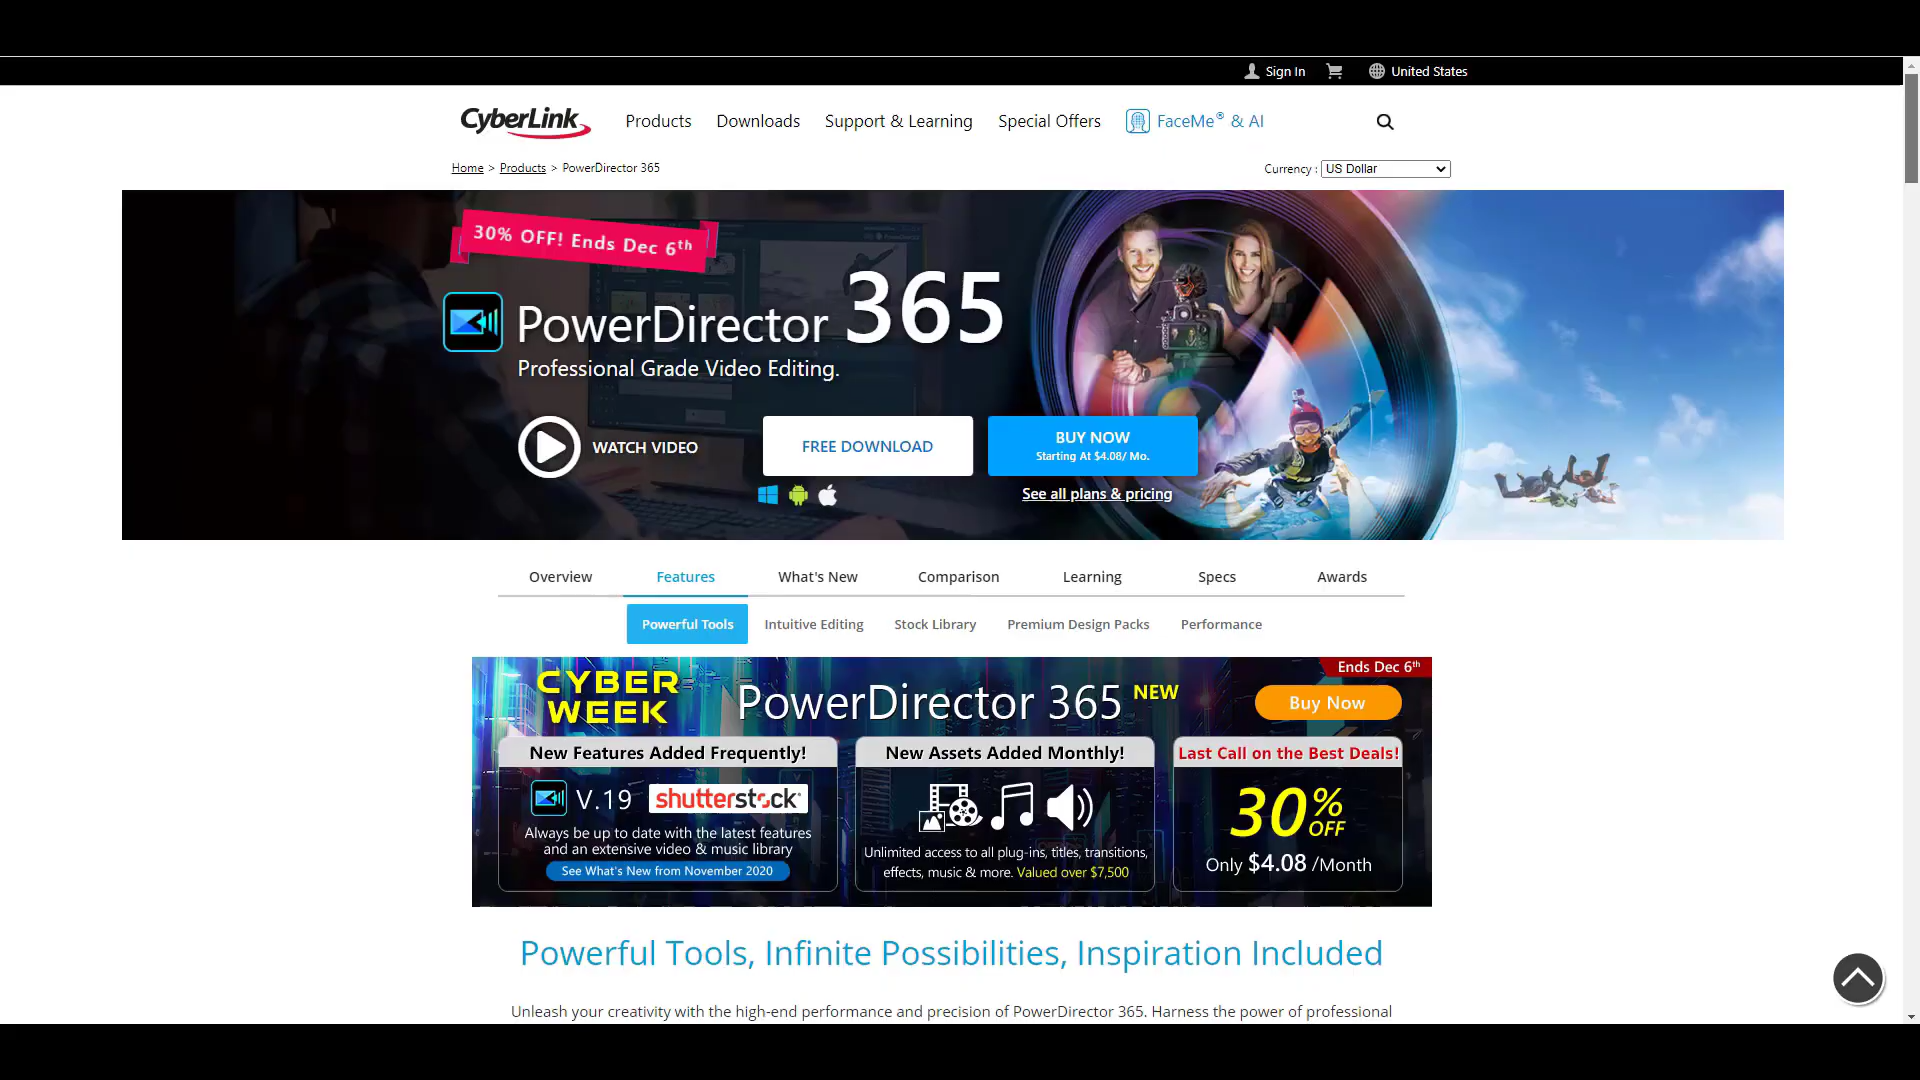 Sign In
United States
CyberLink
Products
Downloads
Support & Learning
Special Offers
FaceMe® & AI
Home > Products > PowerDirector 365
Currency : US Dollar
30% OFF! Ends Dec 6th
PowerDirector 365
Professional Grade Video Editing.
WATCH VIDEO
FREE DOWNLOAD
BUY NOW
Starting At $4.08/ Mo.
See all plans & pricing
Overview
Features
What's New
Comparison
Learning
Specs
Awards
Powerful Tools
Intuitive Editing
Stock Library
Premium Design Packs
Performance
Ends Dec 6th
CYBER
WEEK
PowerDirector 365 NEW
Buy Now
New Features Added Frequently!
V.19 shutterstock
Always be up to date with the latest features
and an extensive video & music library
See What's New from November 2020
New Assets Added Monthly!
Unlimited access to all plug-ins, titles, transitions,
effects, music & more. Valued over $7,500
Last Call on the Best Deals!
30% OFF
Only $4.08 /Month
Powerful Tools, Infinite Possibilities, Inspiration Included
Unleash your creativity with the high-end performance and precision of PowerDirector 365. Harness the power of professional